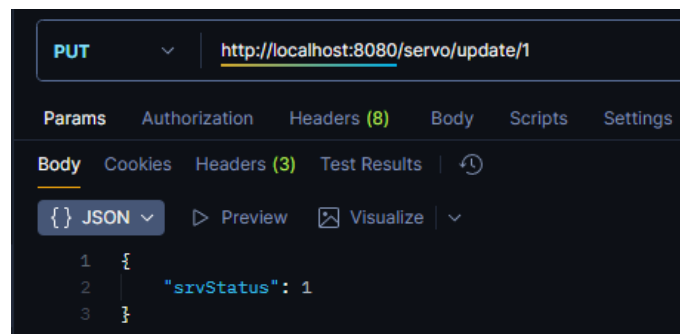 PUT http://localhost:8080/servo/update/1
Params Authorization Headers (8) Body Scripts Settings
Body Cookies Headers (3) Test Results
{} JSON Preview Visualize
1 {
2 "srvStatus": 1
3 }